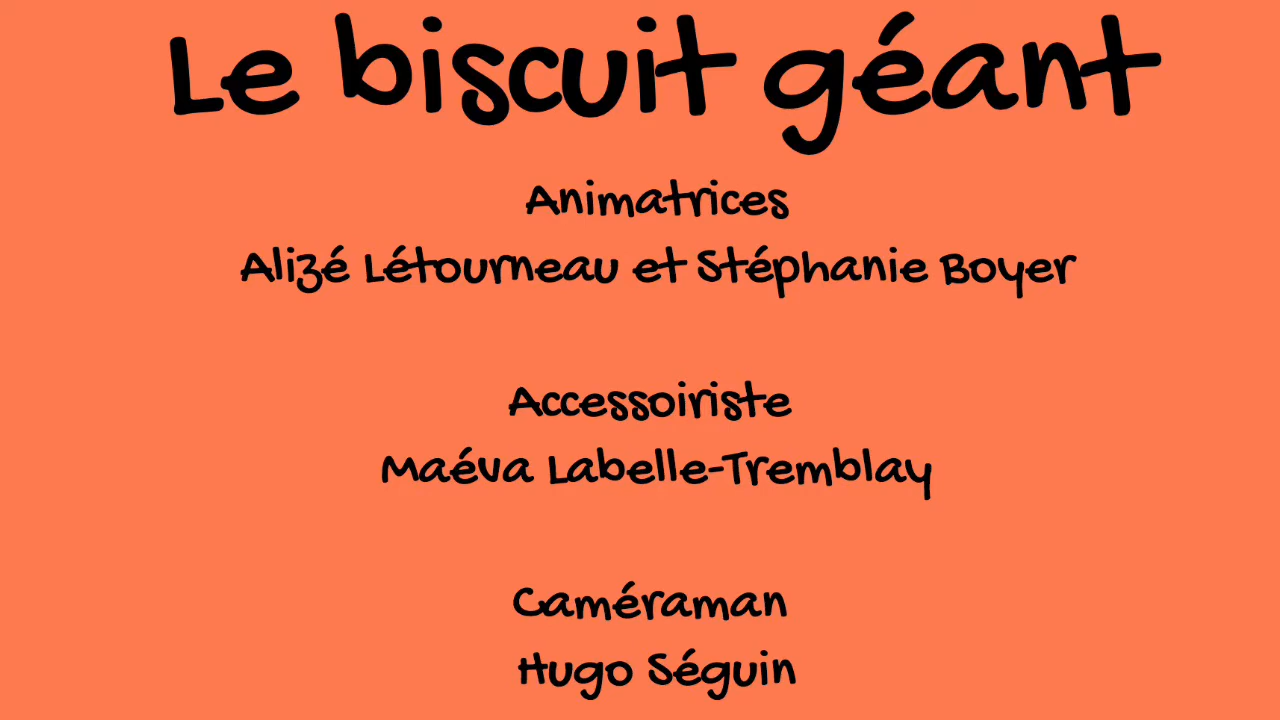 Le biscuit géant
Animatrices
Alizé Létourneau et Stéphanie Boyer
Accessoiriste
Maéva Labelle-Tremblay
Caméraman
Hugo Séguin